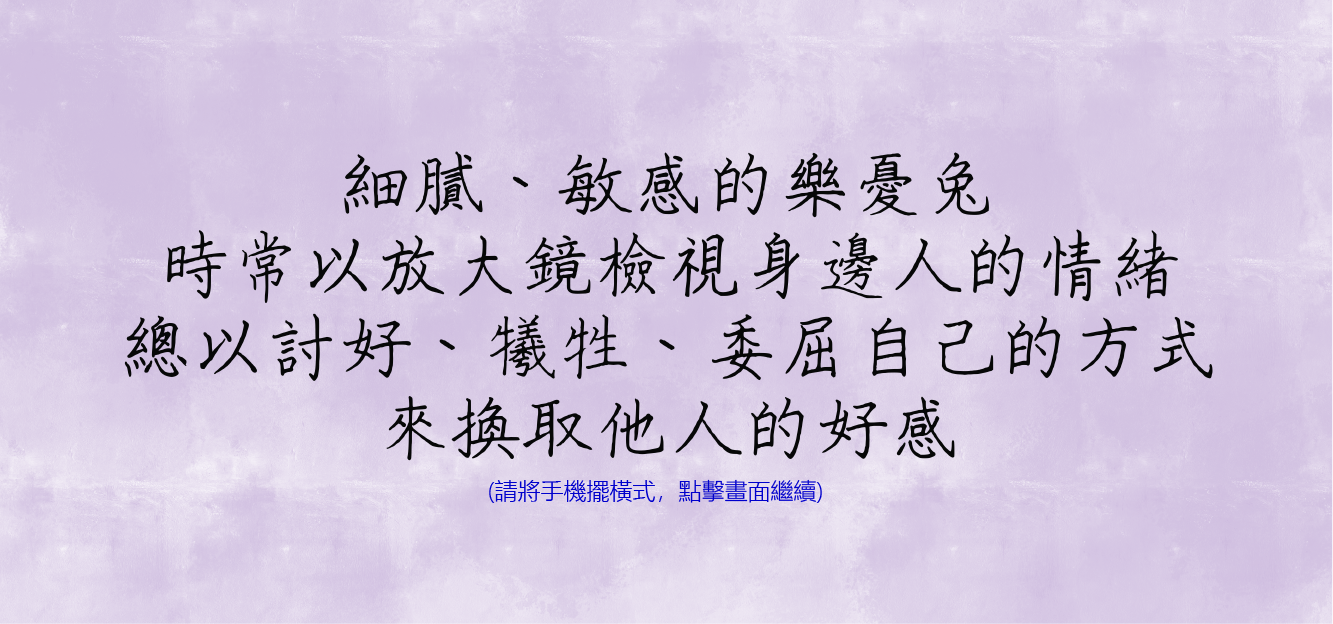 細膩、敏感的樂憂兔
時常以放大鏡檢視身邊人的情緒
總以討好、犧牲、委屈自己的方式
來換取他人的好感
(請將手機擺橫式，點擊畫面繼續)